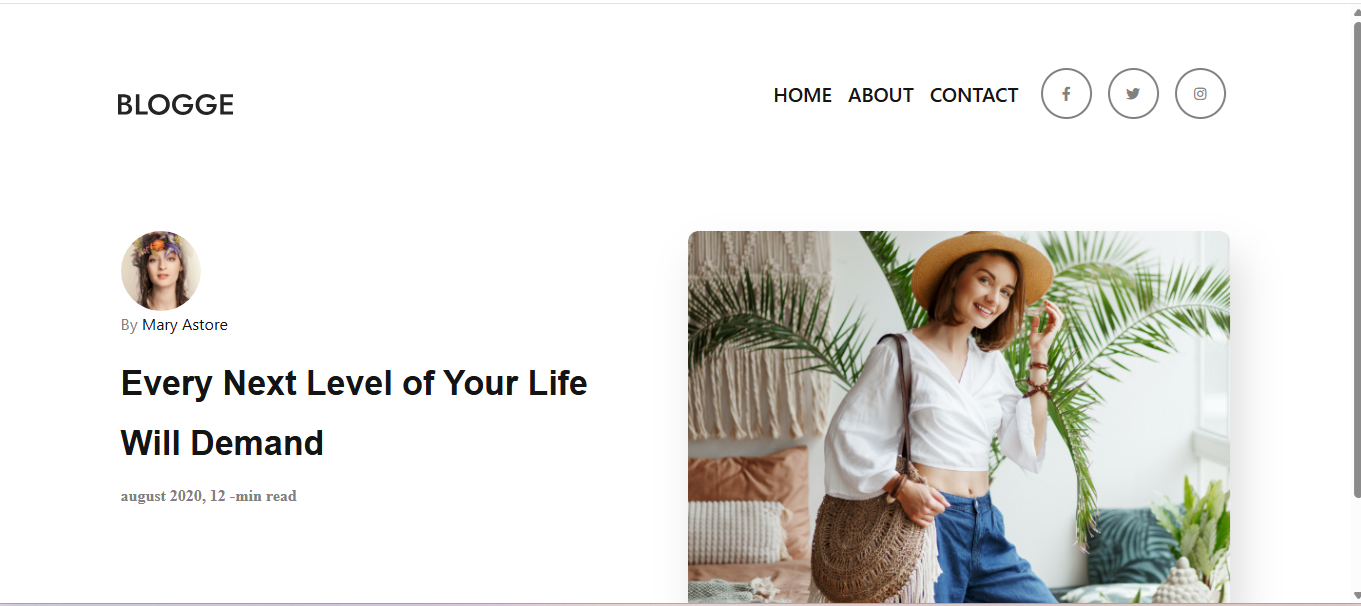 BLOGGE
HOME ABOUT CONTACT
By Mary Astore
Every Next Level of Your Life
Will Demand
august 2020, 12 -min read